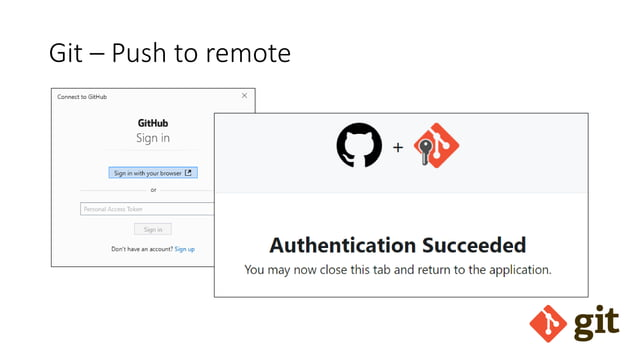 Git – Push to remote
Connect to GitHub
GitHub
Sign in
Sign in with your browser
or
Personal Access Token
Sign in
Don't have an account? Sign up
+
Authentication Succeeded
You may now close this tab and return to the application.
git